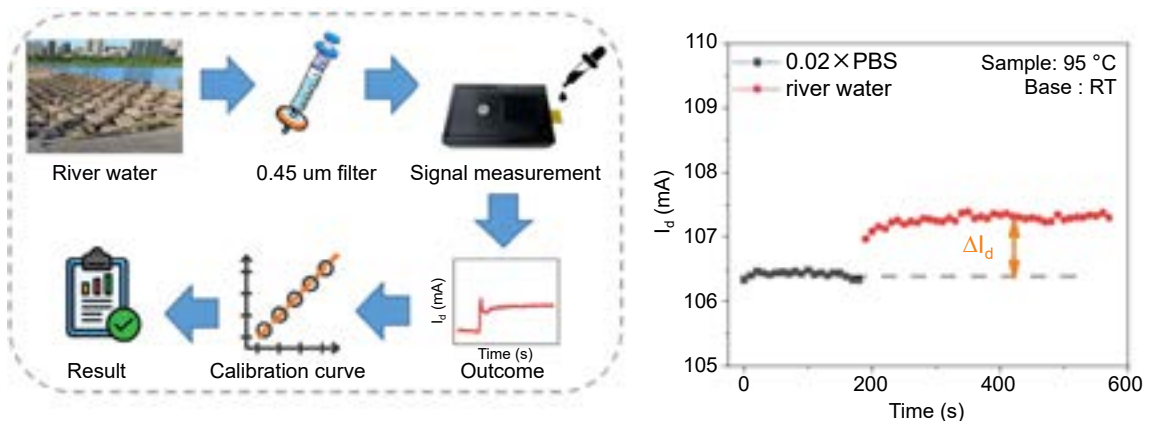 River water
0.45 um filter
Signal measurement
Result
Calibration curve
I_d (mA)
Time (s)
Outcome
110
109
108
107
106
105
I_d (mA)
0.02×PBS
river water
Sample: 95 °C
Base : RT
ΔI_d
0
200
400
600
Time (s)